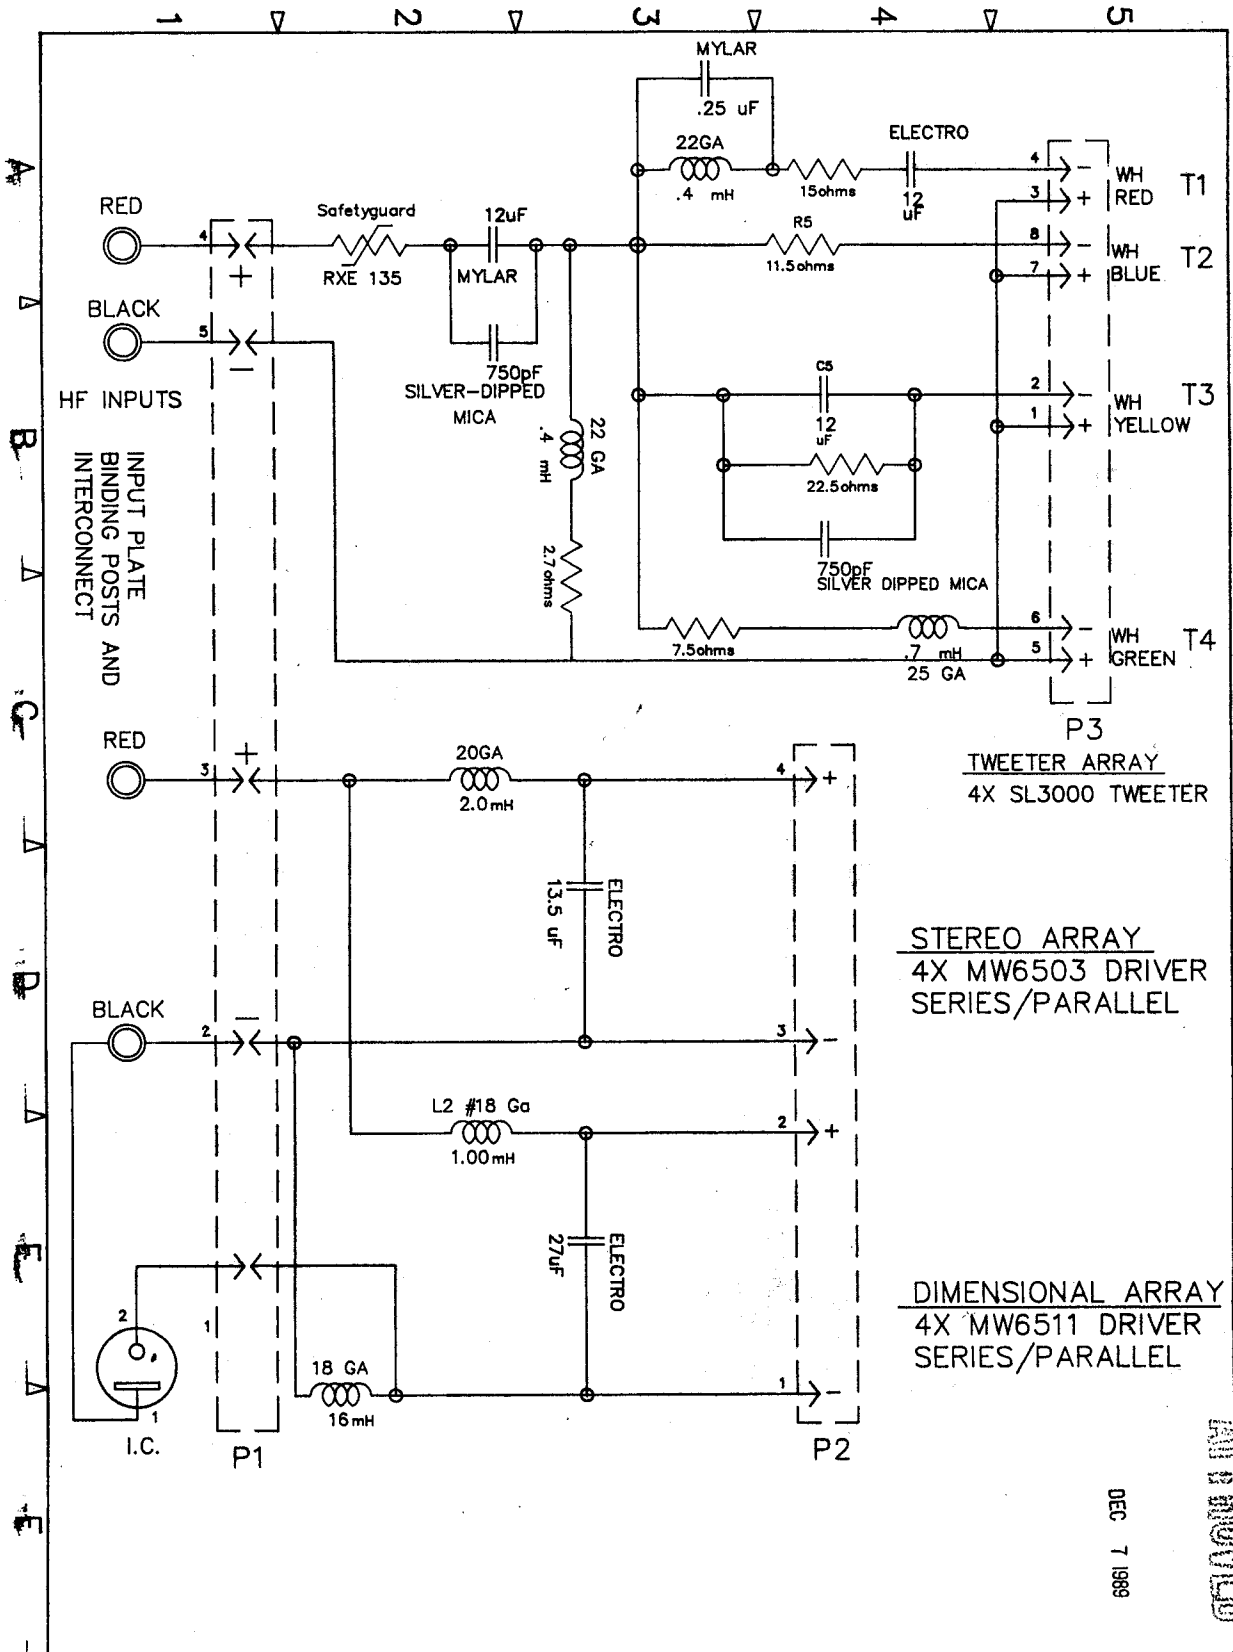 1 2 3 4 5
MYLAR
.25 uF
22GA
.4 mH
15ohms
ELECTRO
12
uF
4
3
-
+
WH
RED
T1
A
RED
4
+
Safetyguard
RXE 135
12uF
MYLAR
750pF
SILVER-DIPPED
MICA
R5
11.5ohms
8
7
-
+
WH
BLUE
T2
BLACK
5
-
HF INPUTS
B
INPUT PLATE
BINDING POSTS AND
INTERCONNECT
22 GA
.4 mH
2.7ohms
C5
12
uF
22.5ohms
750pF
SILVER DIPPED MICA
2
1
-
+
WH
YELLOW
T3
7.5ohms
.7 mH
25 GA
6
5
-
+
WH
GREEN
T4
P3
TWEETER ARRAY
4X SL3000 TWEETER
C
RED
3
+
20GA
2.0mH
4
+
ELECTRO
13.5 uF
STEREO ARRAY
4X MW6503 DRIVER
SERIES/PARALLEL
D
BLACK
2
-
3
-
L2 #18 Ga
1.00mH
2
+
ELECTRO
27uF
DIMENSIONAL ARRAY
4X MW6511 DRIVER
SERIES/PARALLEL
E
2
1
1
I.C.
18 GA
16mH
1
-
P1
P2
F
APPROVED
DEC 7 1989